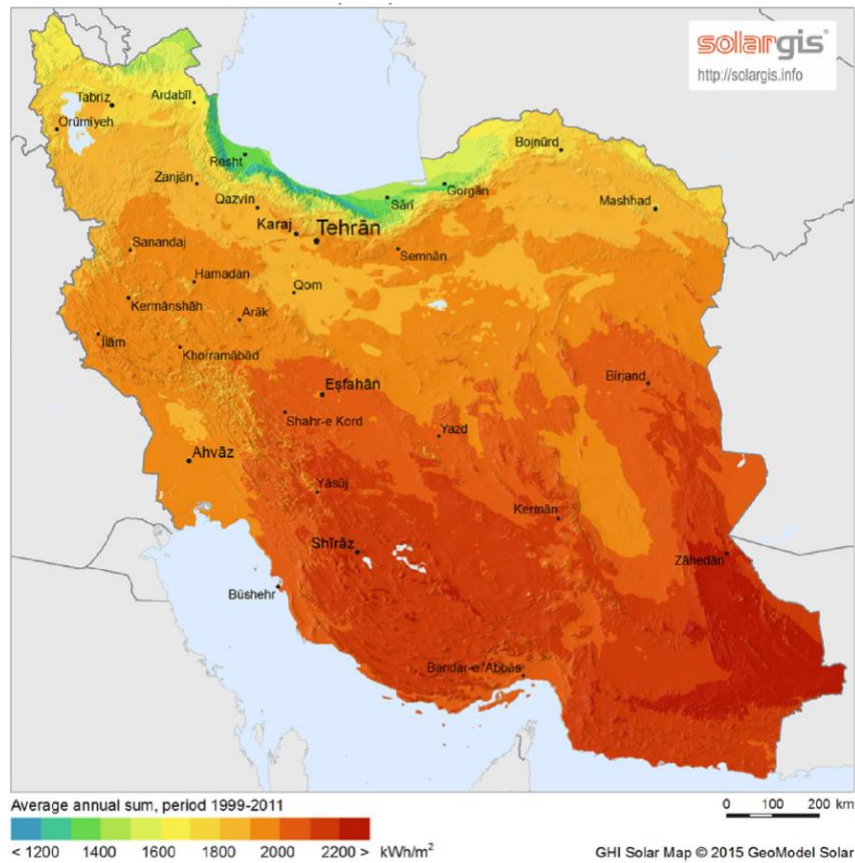 solargis
http://solargis.info
Tabrīz
Ardabīl
Orūmīyeh
Rasht
Bojnūrd
Zanjān
Gorgān
Qazvin
Sārī
Mashhad
Karaj
Tehrān
Sanandaj
Semnān
Hamadān
Qom
Kermānshāh
Arāk
Īlām
Khorramābād
Bīrjand
Eşfahān
Shahr-e Kord
Yazd
Ahvāz
Yāsūj
Kermān
Shīrāz
Zāhedān
Būshehr
Bandar-e 'Abbās
Average annual sum, period 1999-2011
0 100 200 km
< 1200 1400 1600 1800 2000 2200 > kWh/m²
GHI Solar Map © 2015 GeoModel Solar